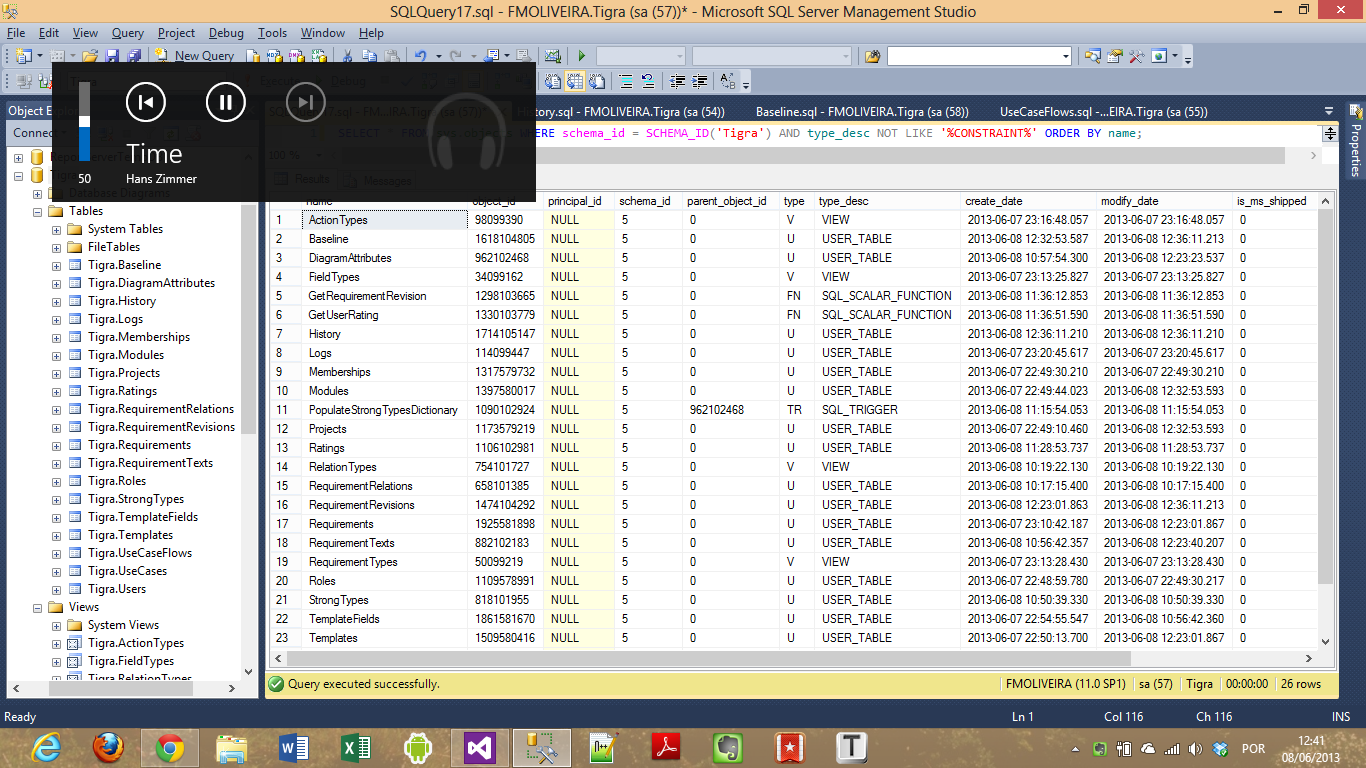 SQLQuery17.sql - FMOLIVEIRA.Tigra (sa (57))* - Microsoft SQL Server Management Studio
File Edit View Query Project Debug Tools Window Help
New Query
Object Ex
Connec
Time
Hans Zimmer
50
History.sql - FMOLIVEIRA.Tigra (sa (54)) Baseline.sql - FMOLIVEIRA.Tigra (sa (58)) UseCaseFlows.sql -...EIRA.Tigra (sa (55))
SELECT * FROM sys.objects WHERE schema_id = SCHEMA_ID('Tigra') AND type_desc NOT LIKE '%CONSTRAINT%' ORDER BY name;
100 %
Results Messages
Properties
Database Diagrams
Tables
System Tables
FileTables
Tigra.Baseline
Tigra.DiagramAttributes
Tigra.History
Tigra.Logs
Tigra.Memberships
Tigra.Modules
Tigra.Projects
Tigra.Ratings
Tigra.RequirementRelations
Tigra.RequirementRevisions
Tigra.Requirements
Tigra.RequirementTexts
Tigra.Roles
Tigra.StrongTypes
Tigra.TemplateFields
Tigra.Templates
Tigra.UseCaseFlows
Tigra.UseCases
Tigra.Users
Views
System Views
Tigra.ActionTypes
Tigra.FieldTypes
Tigra.RelationTypes
name object_id principal_id schema_id parent_object_id type type_desc create_date modify_date is_ms_shipped
1 ActionTypes 98099390 NULL 5 0 V VIEW 2013-06-07 23:16:48.057 2013-06-07 23:16:48.057 0
2 Baseline 1618104805 NULL 5 0 U USER_TABLE 2013-06-08 12:32:53.587 2013-06-08 12:36:11.213 0
3 DiagramAttributes 962102468 NULL 5 0 U USER_TABLE 2013-06-08 10:57:54.300 2013-06-08 12:23:23.537 0
4 FieldTypes 34099162 NULL 5 0 V VIEW 2013-06-07 23:13:25.827 2013-06-07 23:13:25.827 0
5 GetRequirementRevision 1298103665 NULL 5 0 FN SQL_SCALAR_FUNCTION 2013-06-08 11:36:12.853 2013-06-08 11:36:12.853 0
6 GetUserRating 1330103779 NULL 5 0 FN SQL_SCALAR_FUNCTION 2013-06-08 11:36:51.590 2013-06-08 11:36:51.590 0
7 History 1714105147 NULL 5 0 U USER_TABLE 2013-06-08 12:36:11.210 2013-06-08 12:36:11.210 0
8 Logs 114099447 NULL 5 0 U USER_TABLE 2013-06-07 23:20:45.617 2013-06-07 23:20:45.617 0
9 Memberships 1317579732 NULL 5 0 U USER_TABLE 2013-06-07 22:49:30.210 2013-06-07 22:49:30.210 0
10 Modules 1397580017 NULL 5 0 U USER_TABLE 2013-06-07 22:49:44.023 2013-06-08 12:32:53.593 0
11 PopulateStrongTypesDictionary 1090102924 NULL 5 962102468 TR SQL_TRIGGER 2013-06-08 11:15:54.053 2013-06-08 11:15:54.053 0
12 Projects 1173579219 NULL 5 0 U USER_TABLE 2013-06-07 22:49:10.460 2013-06-08 12:32:53.593 0
13 Ratings 1106102981 NULL 5 0 U USER_TABLE 2013-06-08 11:28:53.737 2013-06-08 11:28:53.737 0
14 RelationTypes 754101727 NULL 5 0 V VIEW 2013-06-08 10:19:22.130 2013-06-08 10:19:22.130 0
15 RequirementRelations 658101385 NULL 5 0 U USER_TABLE 2013-06-08 10:17:15.400 2013-06-08 10:17:15.400 0
16 RequirementRevisions 1474104292 NULL 5 0 U USER_TABLE 2013-06-08 12:23:01.863 2013-06-08 12:36:11.213 0
17 Requirements 1925581898 NULL 5 0 U USER_TABLE 2013-06-07 23:10:42.187 2013-06-08 12:23:01.867 0
18 RequirementTexts 882102183 NULL 5 0 U USER_TABLE 2013-06-08 10:56:42.357 2013-06-08 12:23:40.207 0
19 RequirementTypes 50099219 NULL 5 0 V VIEW 2013-06-07 23:13:28.430 2013-06-07 23:13:28.430 0
20 Roles 1109578991 NULL 5 0 U USER_TABLE 2013-06-07 22:48:59.780 2013-06-07 22:49:30.217 0
21 StrongTypes 818101955 NULL 5 0 U USER_TABLE 2013-06-08 10:50:39.330 2013-06-08 10:50:39.330 0
22 TemplateFields 1861581670 NULL 5 0 U USER_TABLE 2013-06-07 22:54:55.547 2013-06-08 10:56:42.360 0
23 Templates 1509580416 NULL 5 0 U USER_TABLE 2013-06-07 22:50:13.700 2013-06-08 12:23:01.867 0
Query executed successfully. FMOLIVEIRA (11.0 SP1) sa (57) Tigra 00:00:00 26 rows
Ready Ln 1 Col 116 Ch 116 INS
POR 12:41
08/06/2013